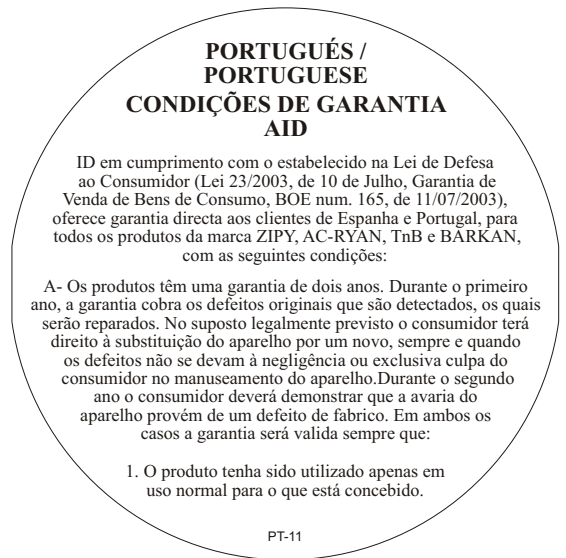 PORTUGUÉS /
PORTUGUESE
CONDIÇÕES DE GARANTIA
AID
ID em cumprimento com o estabelecido na Lei de Defesa
ao Consumidor (Lei 23/2003, de 10 de Julho, Garantia de
Venda de Bens de Consumo, BOE num. 165, de 11/07/2003),
oferece garantia directa aos clientes de Espanha e Portugal, para
todos os produtos da marca ZIPY, AC-RYAN, TnB e BARKAN,
com as seguintes condições:
A- Os produtos têm uma garantia de dois anos. Durante o primeiro
ano, a garantia cobra os defeitos originais que são detectados, os quais
serão reparados. No suposto legalmente previsto o consumidor terá
direito à substituição do aparelho por um novo, sempre e quando
os defeitos não se devam à negligência ou exclusiva culpa do
consumidor no manuseamento do aparelho.Durante o segundo
ano o consumidor deverá demonstrar que a avaria do
aparelho provém de um defeito de fabrico. Em ambos os
casos a garantia será valida sempre que:
1. O produto tenha sido utilizado apenas em
uso normal para o que está concebido.
PT-11